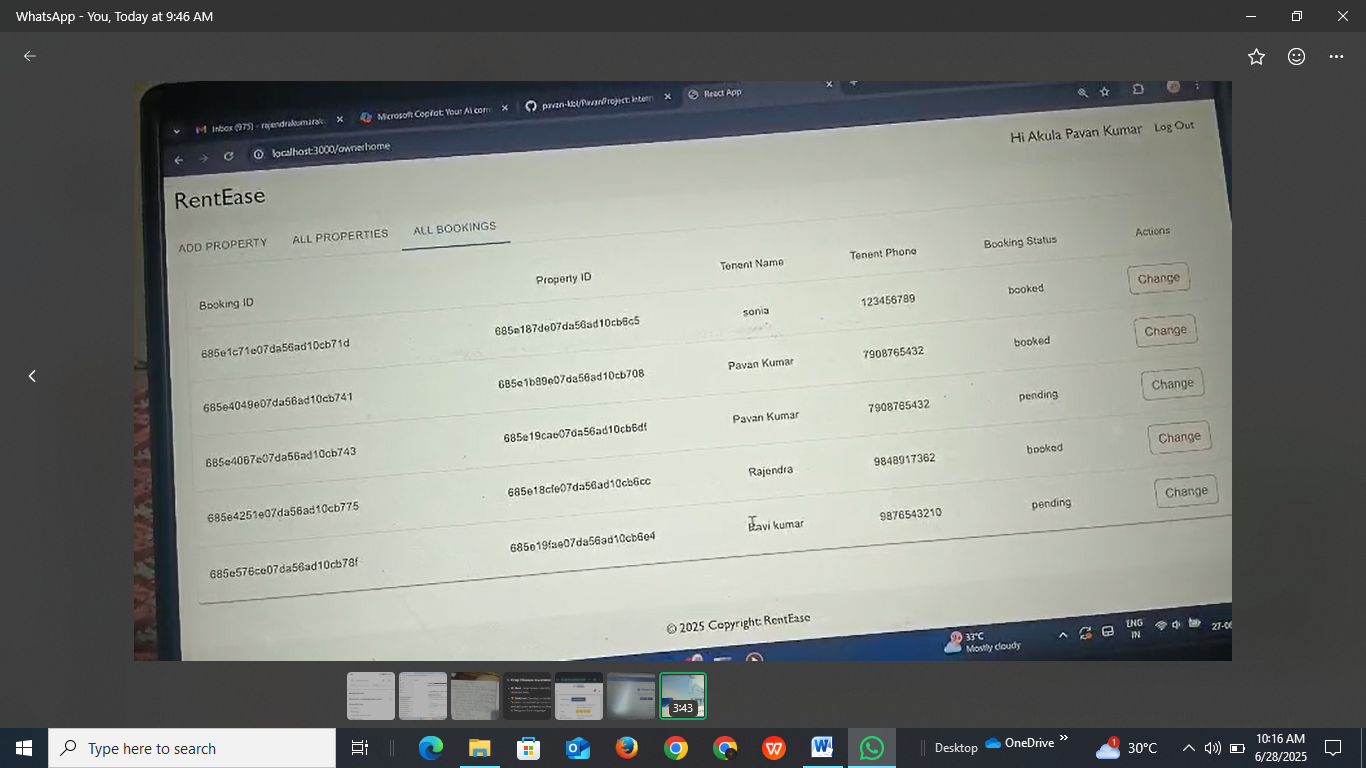 WhatsApp - You, Today at 9:46 AM
Inbox (975) - rajendrakumarak
Microsoft Copilot: Your AI com
pavan-kbl/PavanProject: Intern
React App
localhost:3000/ownerhome
Hi Akula Pavan Kumar Log Out
RentEase
ADD PROPERTY ALL PROPERTIES ALL BOOKINGS
Booking ID Property ID Tenent Name Tenent Phone Booking Status Actions
685e1c71e07da56ad10cb71d 685e187de07da56ad10cb6c5 sonia 123456789 booked Change
685e4049e07da56ad10cb741 685e1b89e07da56ad10cb708 Pavan Kumar 7908765432 booked Change
685e4067e07da56ad10cb743 685e19cae07da56ad10cb6df Pavan Kumar 7908765432 pending Change
685e4251e07da56ad10cb775 685e18cfe07da56ad10cb6cc Rajendra 9848917362 booked Change
685e576ce07da56ad10cb78f 685e19fae07da56ad10cb6e4 Ravi kumar 9876543210 pending Change
© 2025 Copyright: RentEase
33°C
Mostly cloudy
ENG
IN
27-06
3:43
Type here to search
Desktop
OneDrive
1
30°C
10:16 AM
6/28/2025